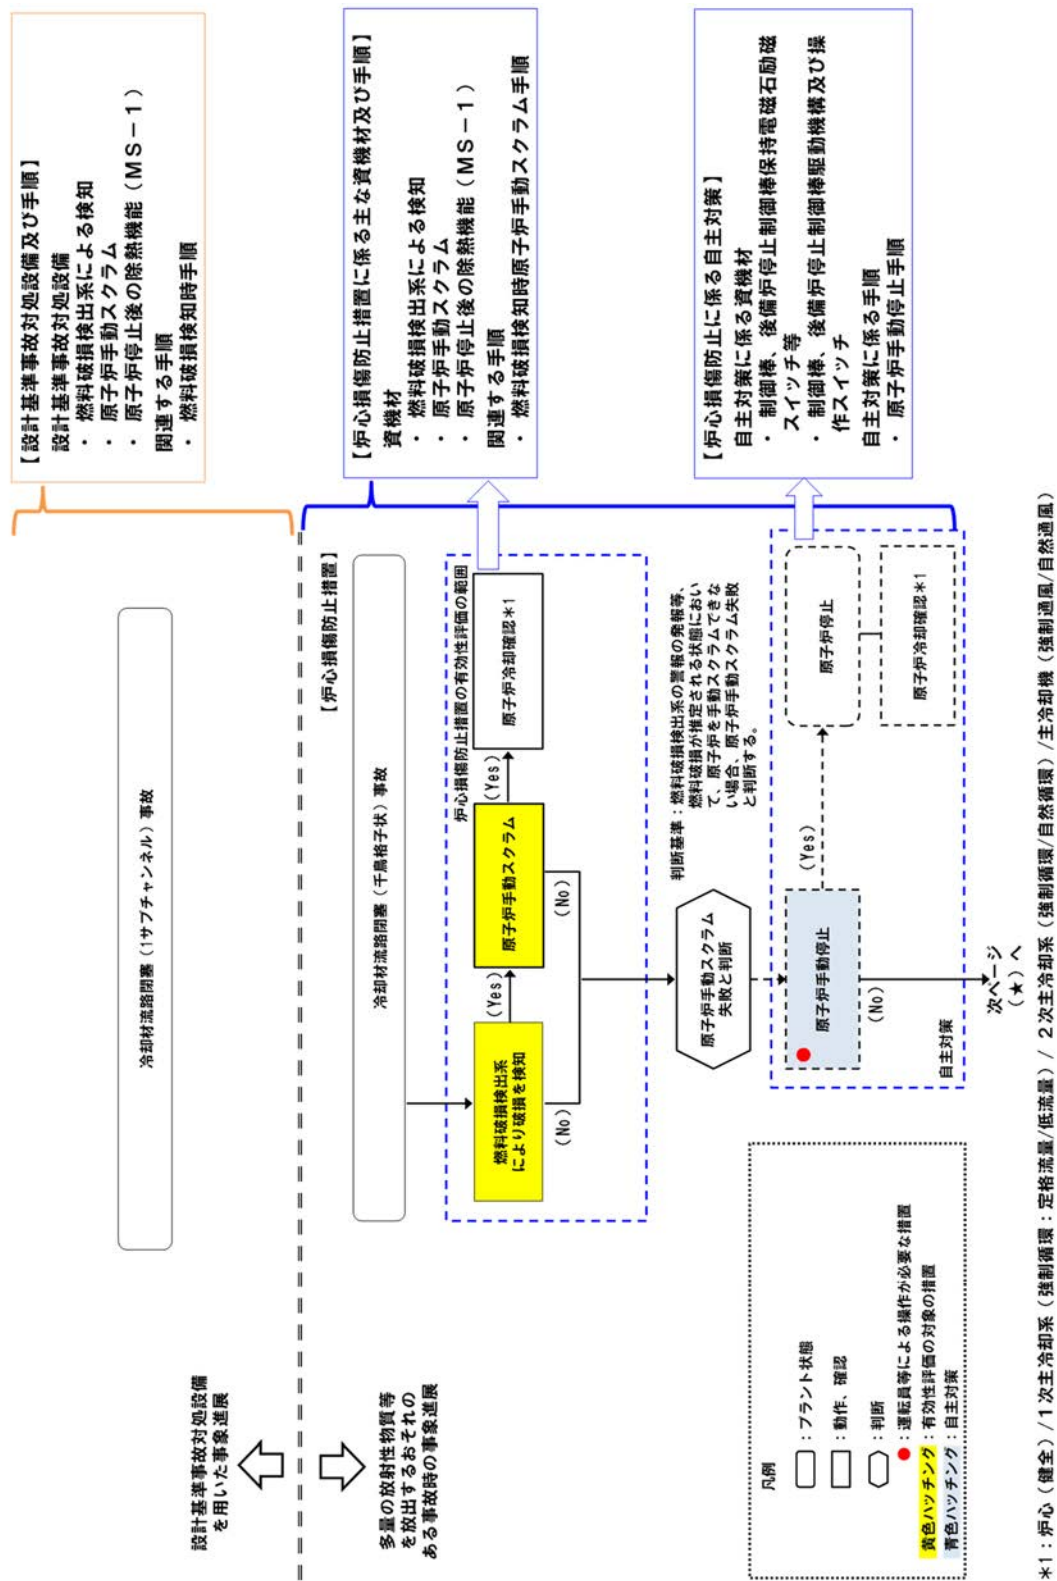 設計基準事故対処設備
を用いた事象進展
多量の放射性物質等
を放出するおそれの
ある事故時の事象進展
冷却材流路閉塞（1サブチャンネル）事故
【設計基準事故対処設備及び手順】
設計基準事故対処設備
・ 燃料破損検出系による検知
・ 原子炉手動スクラム
・ 原子炉停止後の除熱機能（ＭＳ－１）
関連する手順
・ 燃料破損検知時手順
【炉心損傷防止措置】
冷却材流路閉塞（千鳥格子状）事故
炉心損傷防止措置の有効性評価の範囲
燃料破損検出系
により破損を検知
(Yes)
(No)
原子炉手動スクラム
(Yes)
(No)
原子炉冷却確認＊1
【炉心損傷防止措置に係る主な資機材及び手順】
資機材
・ 燃料破損検出系による検知
・ 原子炉手動スクラム
・ 原子炉停止後の除熱機能（ＭＳ－１）
関連する手順
・ 燃料破損検知時原子炉手動スクラム手順
原子炉手動スクラム
失敗と判断
判断基準：燃料破損検出系の警報の発報等、
燃料破損が推定される状態におい
て、原子炉を手動スクラムできな
い場合、原子炉手動スクラム失敗
と判断する。
原子炉手動停止
(Yes)
(No)
原子炉停止
原子炉冷却確認＊1
自主対策
次ページ
（★）へ
【炉心損傷防止に係る自主対策】
自主対策に係る資機材
・ 制御棒、後備炉停止制御棒保持電磁石励磁
スイッチ等
・ 制御棒、後備炉停止制御棒駆動機構及び操
作スイッチ
自主対策に係る手順
・ 原子炉手動停止手順
凡例
：プラント状態
：動作、確認
：判断
：運転員等による操作が必要な措置
黄色ハッチング：有効性評価の対象の措置
青色ハッチング：自主対策
＊1：炉心（健全）/１次主冷却系（強制循環：定格流量/低流量）/ ２次主冷却系（強制循環/自然循環）/主冷却機（強制通風/自然通風）